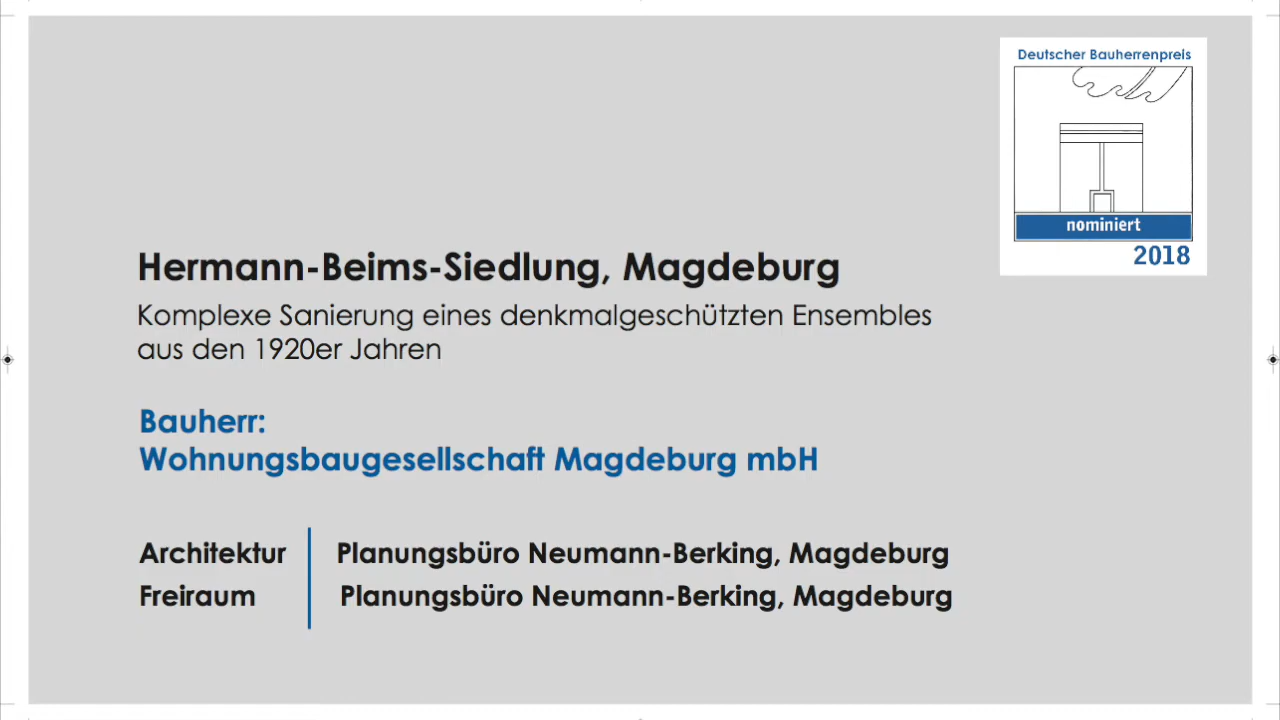 Deutscher Bauherrenpreis
nominiert
2018
Hermann-Beims-Siedlung, Magdeburg
Komplexe Sanierung eines denkmalgeschützten Ensembles
aus den 1920er Jahren
Bauherr:
Wohnungsbaugesellschaft Magdeburg mbH
Architektur Planungsbüro Neumann-Berking, Magdeburg
Freiraum Planungsbüro Neumann-Berking, Magdeburg